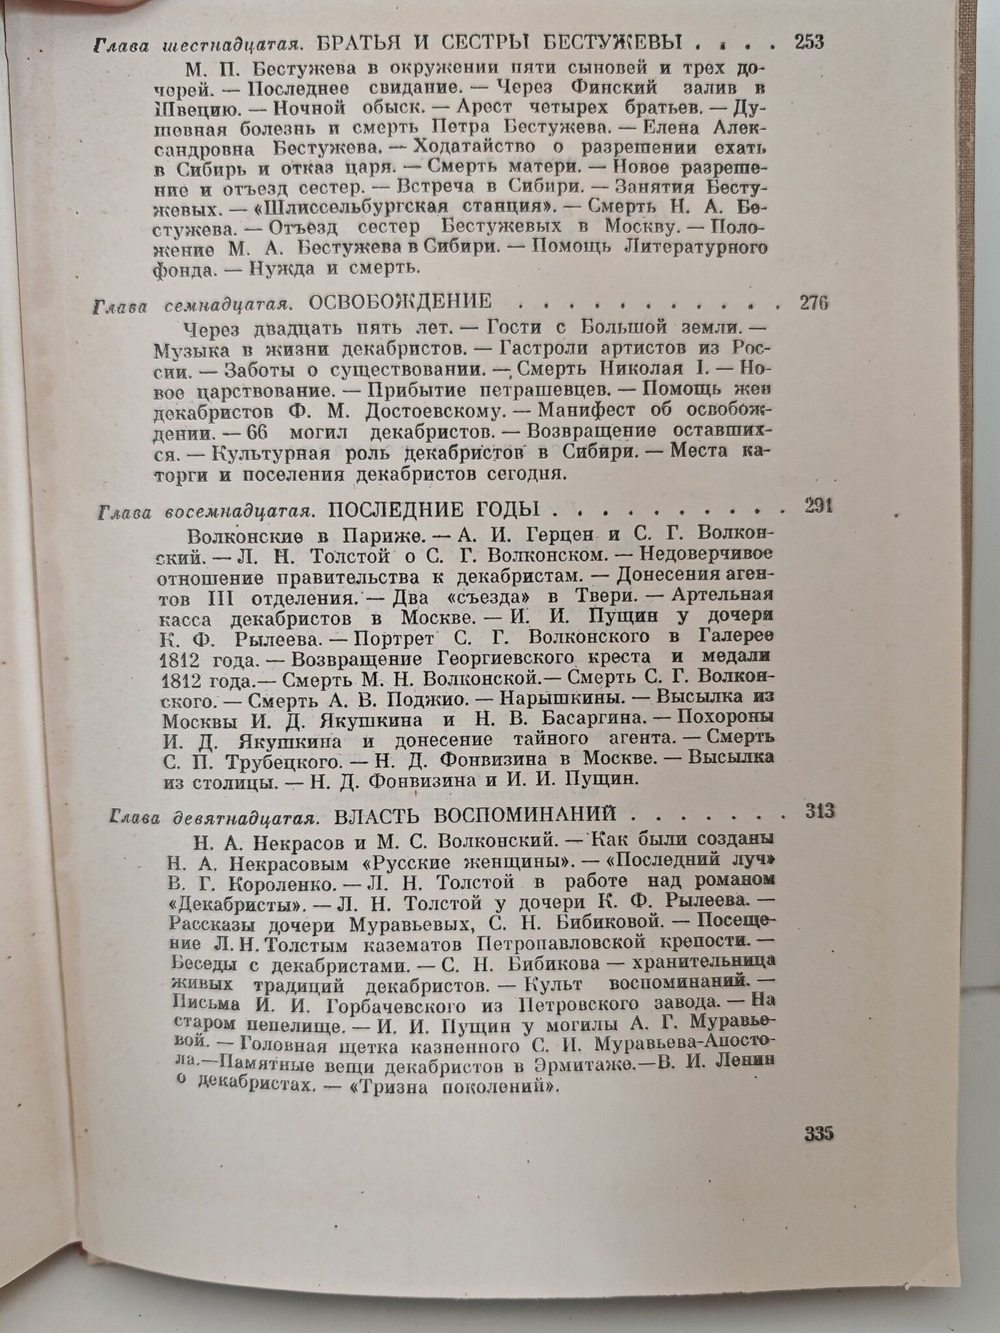 Глава шестнадцатая. БРАТЬЯ И СЕСТРЫ БЕСТУЖЕВЫ . . . . 253
М. П. Бестужева в окружении пяти сыновей и трех до-
черей. — Последнее свидание. — Через Финский залив в
Швецию. — Ночной обыск. — Арест четырех братьев. — Ду-
шевная болезнь и смерть Петра Бестужева. — Елена Алек-
сандровна Бестужева. — Ходатайство о разрешении ехать
в Сибирь и отказ царя. — Смерть матери. — Новое разреше-
ние и отъезд сестер. — Встреча в Сибири. — Занятия Бесту-
жевых. — «Шлиссельбургская станция». — Смерть Н. А. Бе-
стужева. — Отъезд сестер Бестужевых в Москву. — Поло-
жение М. А. Бестужева в Сибири. — Помощь Литературного
фонда. — Нужда и смерть.
Глава семнадцатая. ОСВОБОЖДЕНИЕ . . . . . . . . . . . 276
Через двадцать пять лет. — Гости с Большой земли. —
Музыка в жизни декабристов. — Гастроли артистов из Рос-
сии. — Заботы о существовании. — Смерть Николая I. — Но-
вое царствование. — Прибытие петрашевцев. — Помощь жен
декабристов Ф. М. Достоевскому. — Манифест об освобож-
дении. — 66 могил декабристов. — Возвращение оставших-
ся. — Культурная роль декабристов в Сибири. — Места ка-
торги и поселения декабристов сегодня.
Глава восемнадцатая. ПОСЛЕДНИЕ ГОДЫ . . . . . . . . . . 291
Волконские в Париже. — А. И. Герцен и С. Г. Волкон-
ский. — Л. Н. Толстой о С. Г. Волконском. — Недоверчивое
отношение правительства к декабристам. — Донесения аген-
тов III отделения. — Два «съезда» в Твери. — Артельная
касса декабристов в Москве. — И. И. Пущин у дочери
К. Ф. Рылеева. — Портрет С. Г. Волконского в Галерее
1812 года. — Возвращение Георгиевского креста и медали
1812 года.— Смерть М. Н. Волконской.— Смерть С. Г. Волкон-
ского. — Смерть А. В. Поджио. — Нарышкины. — Высылка из
Москвы И. Д. Якушкина и Н. В. Басаргина. — Похороны
И. Д. Якушкина и донесение тайного агента. — Смерть
С. П. Трубецкого. — Н. Д. Фонвизина в Москве. — Высылка
из столицы. — Н. Д. Фонвизина и И. И. Пущин.
Глава девятнадцатая. ВЛАСТЬ ВОСПОМИНАНИЙ . . . . . . . 313
Н. А. Некрасов и М. С. Волконский. — Как были созданы
Н. А. Некрасовым «Русские женщины». — «Последний луч»
В. Г. Короленко. — Л. Н. Толстой в работе над романом
«Декабристы». — Л. Н. Толстой у дочери К. Ф. Рылеева. —
Рассказы дочери Муравьевых, С. Н. Бибиковой. — Посеще-
ние Л. Н. Толстым казематов Петропавловской крепости. —
Беседы с декабристами. — С. Н. Бибикова — хранительница
живых традиций декабристов. — Культ воспоминаний. —
Письма И. И. Горбачевского из Петровского завода. — На
старом пепелище. — И. И. Пущин у могилы А. Г. Муравье-
вой. — Головная щетка казненного С. И. Муравьева-Апосто-
ла.—Памятные вещи декабристов в Эрмитаже.—В. И. Ленин
о декабристах. — «Тризна поколений».
335